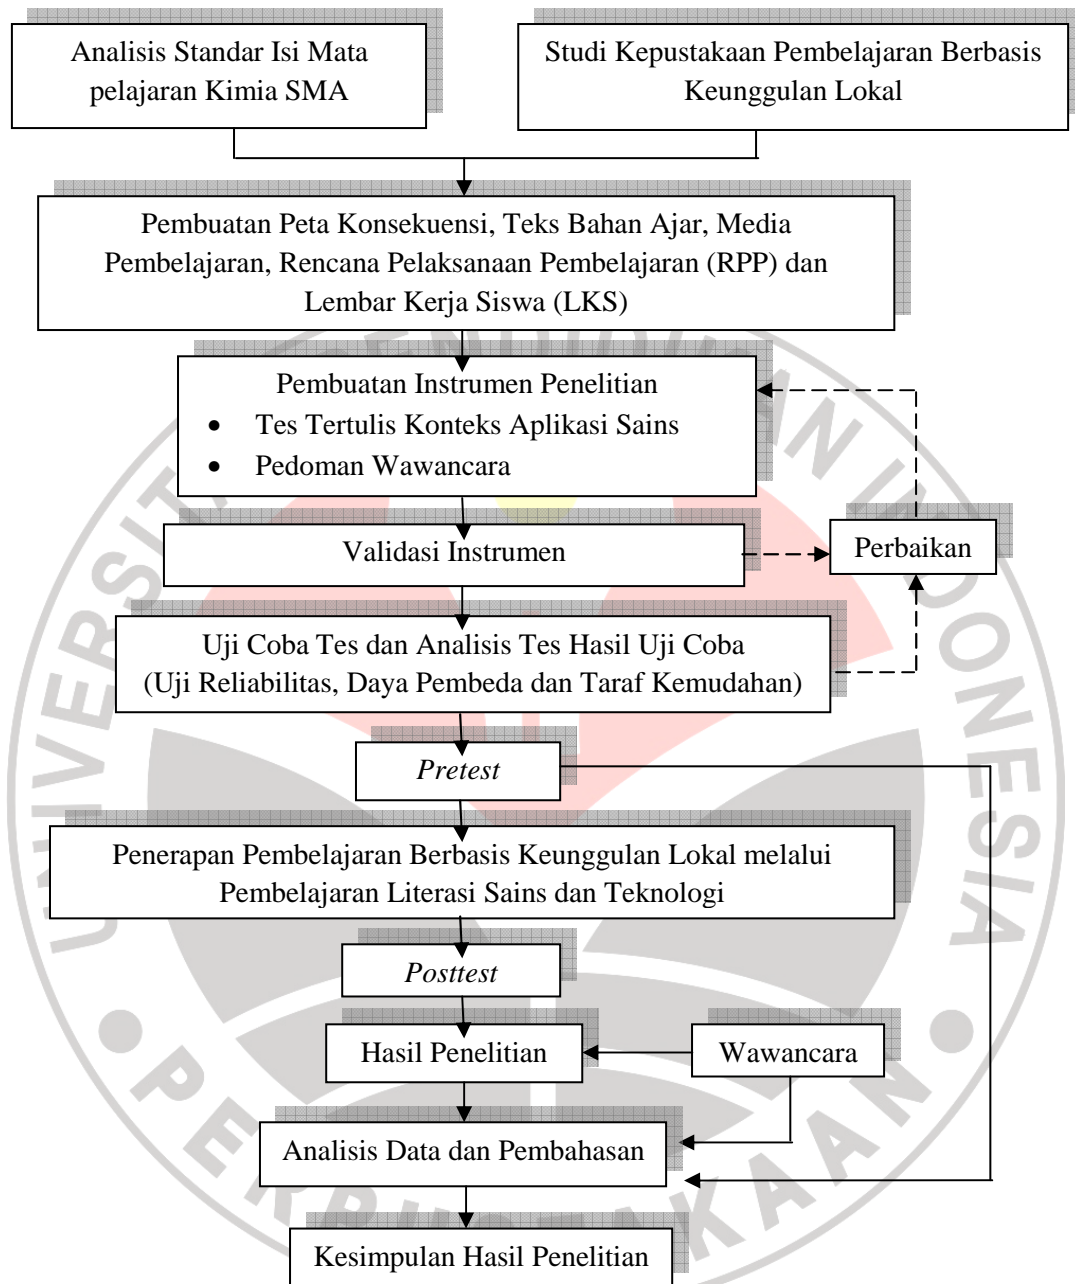 Analisis Standar Isi Mata
pelajaran Kimia SMA
Studi Kepustakaan Pembelajaran Berbasis
Keunggulan Lokal
Pembuatan Peta Konsekuensi, Teks Bahan Ajar, Media
Pembelajaran, Rencana Pelaksanaan Pembelajaran (RPP) dan
Lembar Kerja Siswa (LKS)
Pembuatan Instrumen Penelitian
• Tes Tertulis Konteks Aplikasi Sains
• Pedoman Wawancara
Validasi Instrumen
Perbaikan
Uji Coba Tes dan Analisis Tes Hasil Uji Coba
(Uji Reliabilitas, Daya Pembeda dan Taraf Kemudahan)
Pretest
Penerapan Pembelajaran Berbasis Keunggulan Lokal melalui
Pembelajaran Literasi Sains dan Teknologi
Posttest
Hasil Penelitian
Wawancara
Analisis Data dan Pembahasan
Kesimpulan Hasil Penelitian
UNIVERSITAS PENDIDIKAN INDONESIA
PERPUSTAKAAN